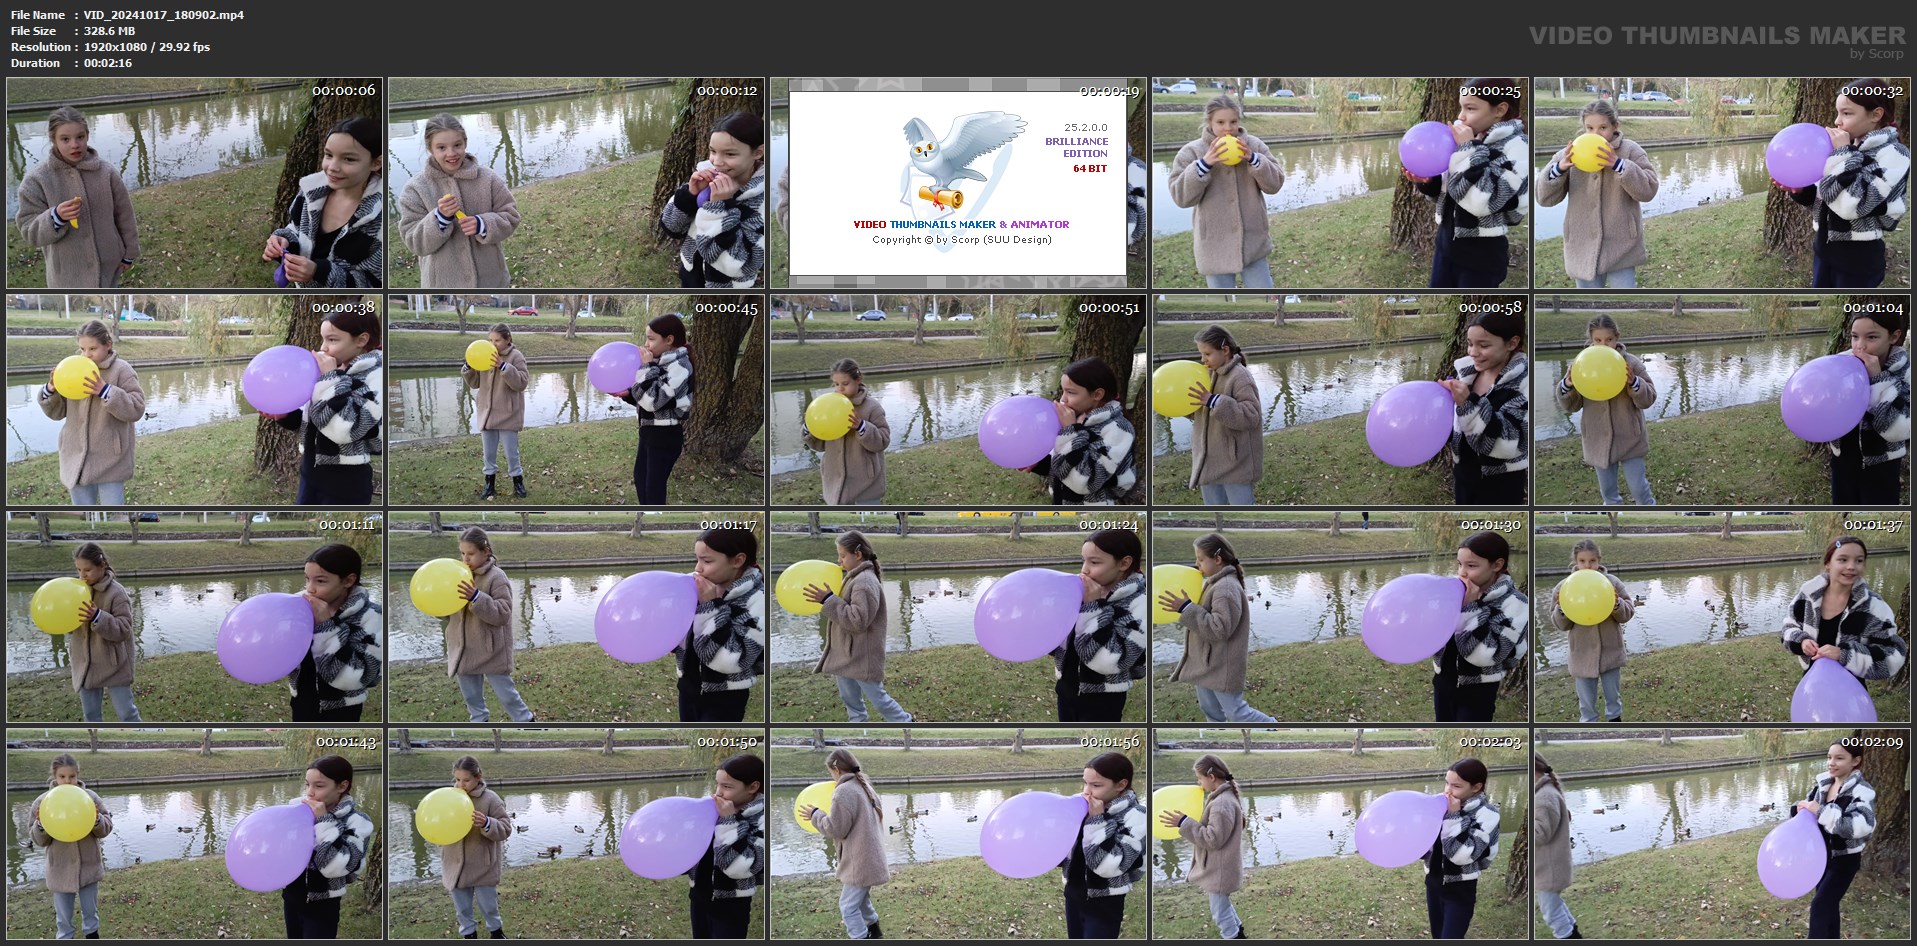 File Name : VID_20241017_180902.mp4
File Size : 328.6 MB
Resolution : 1920x1080 / 29.92 fps
Duration : 00:02:16
VIDEO THUMBNAILS MAKER
by Scorp
00:00:06
00:00:12
00:00:19
25.2.0.0
BRILLIANCE
EDITION
64 BIT
VIDEO THUMBNAILS MAKER & ANIMATOR
Copyright © by Scorp (SUU Design)
00:00:25
00:00:32
00:00:38
00:00:45
00:00:51
00:00:58
00:01:04
00:01:11
00:01:17
00:01:24
00:01:30
00:01:37
00:01:43
00:01:50
00:01:56
00:02:03
00:02:09